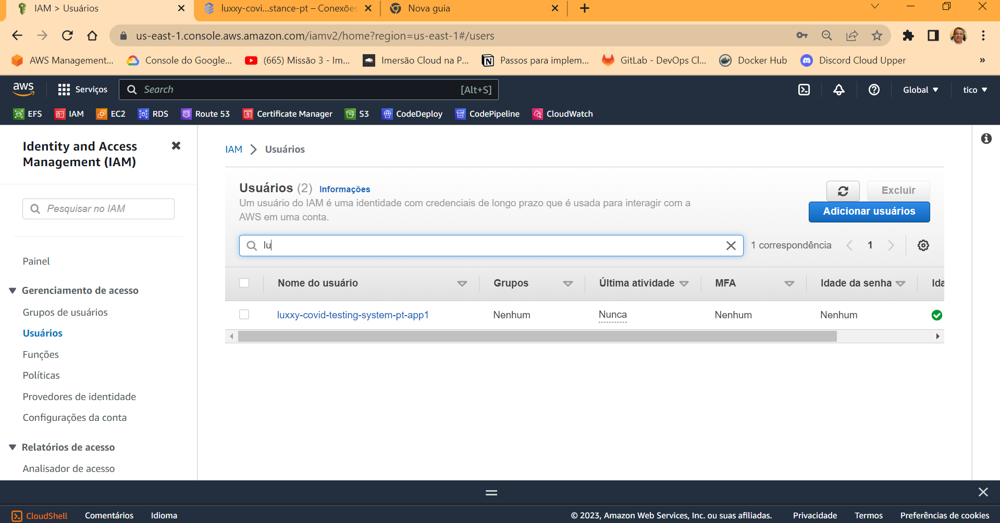 IAM > Usuários
luxxy-covi...stance-pt – Conexões
Nova guia
us-east-1.console.aws.amazon.com/iamv2/home?region=us-east-1#/users
AWS Management...
Console do Google...
(665) Missão 3 - Im...
Imersão Cloud na P...
Passos para implem...
GitLab - DevOps Cl...
Docker Hub
Discord Cloud Upper
»
aws
Serviços
Search
[Alt+S]
Global
tico
EFS
IAM
EC2
RDS
Route 53
Certificate Manager
S3
CodeDeploy
CodePipeline
CloudWatch
Identity and Access
Management (IAM)
Pesquisar no IAM
Painel
Gerenciamento de acesso
Grupos de usuários
Usuários
Funções
Políticas
Provedores de identidade
Configurações da conta
Relatórios de acesso
Analisador de acesso
IAM > Usuários
Usuários (2) Informações
Um usuário do IAM é uma identidade com credenciais de longo prazo que é usada para interagir com a
AWS em uma conta.
Excluir
Adicionar usuários
lu
1 correspondência
1
Nome do usuário
Grupos
Última atividade
MFA
Idade da senha
Ida
luxxy-covid-testing-system-pt-app1
Nenhum
Nunca
Nenhum
Nenhum
CloudShell
Comentários
Idioma
© 2023, Amazon Web Services, Inc. ou suas afiliadas.
Privacidade
Termos
Preferências de cookies